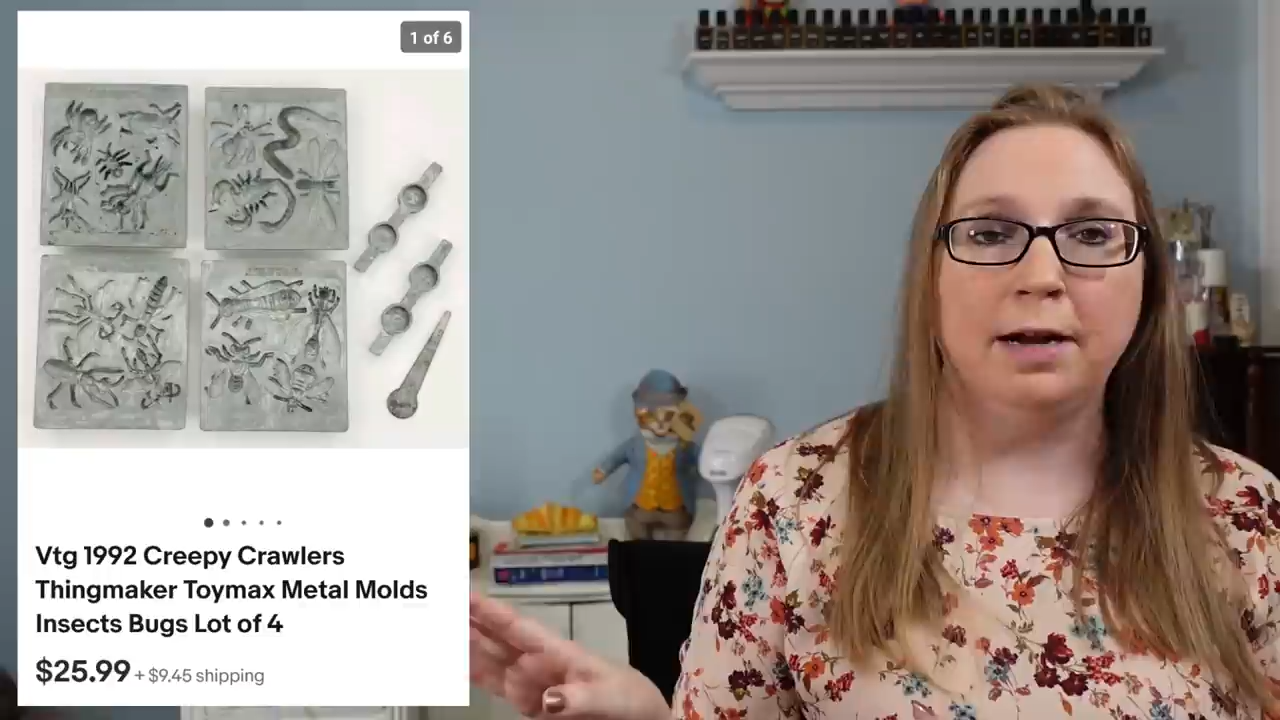 1 of 6
Vtg 1992 Creepy Crawlers
Thingmaker Toymax Metal Molds
Insects Bugs Lot of 4
$25.99 + $9.45 shipping